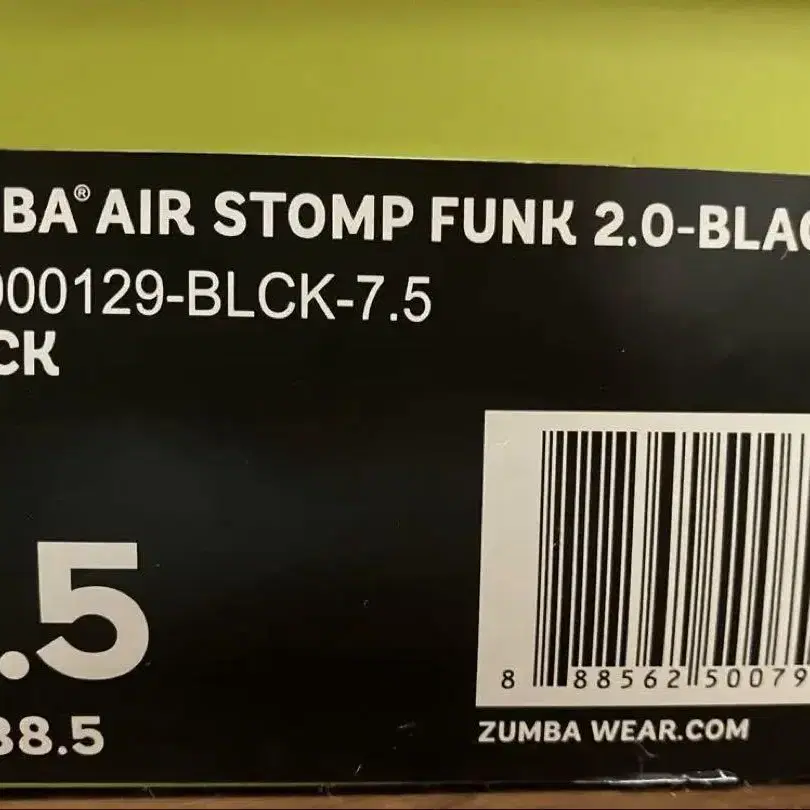 BA® AIR STOMP FUNK 2.0-BLAC
00129-BLCK-7.5
CK
.5
38.5
8 88562 50079
ZUMBA WEAR.COM